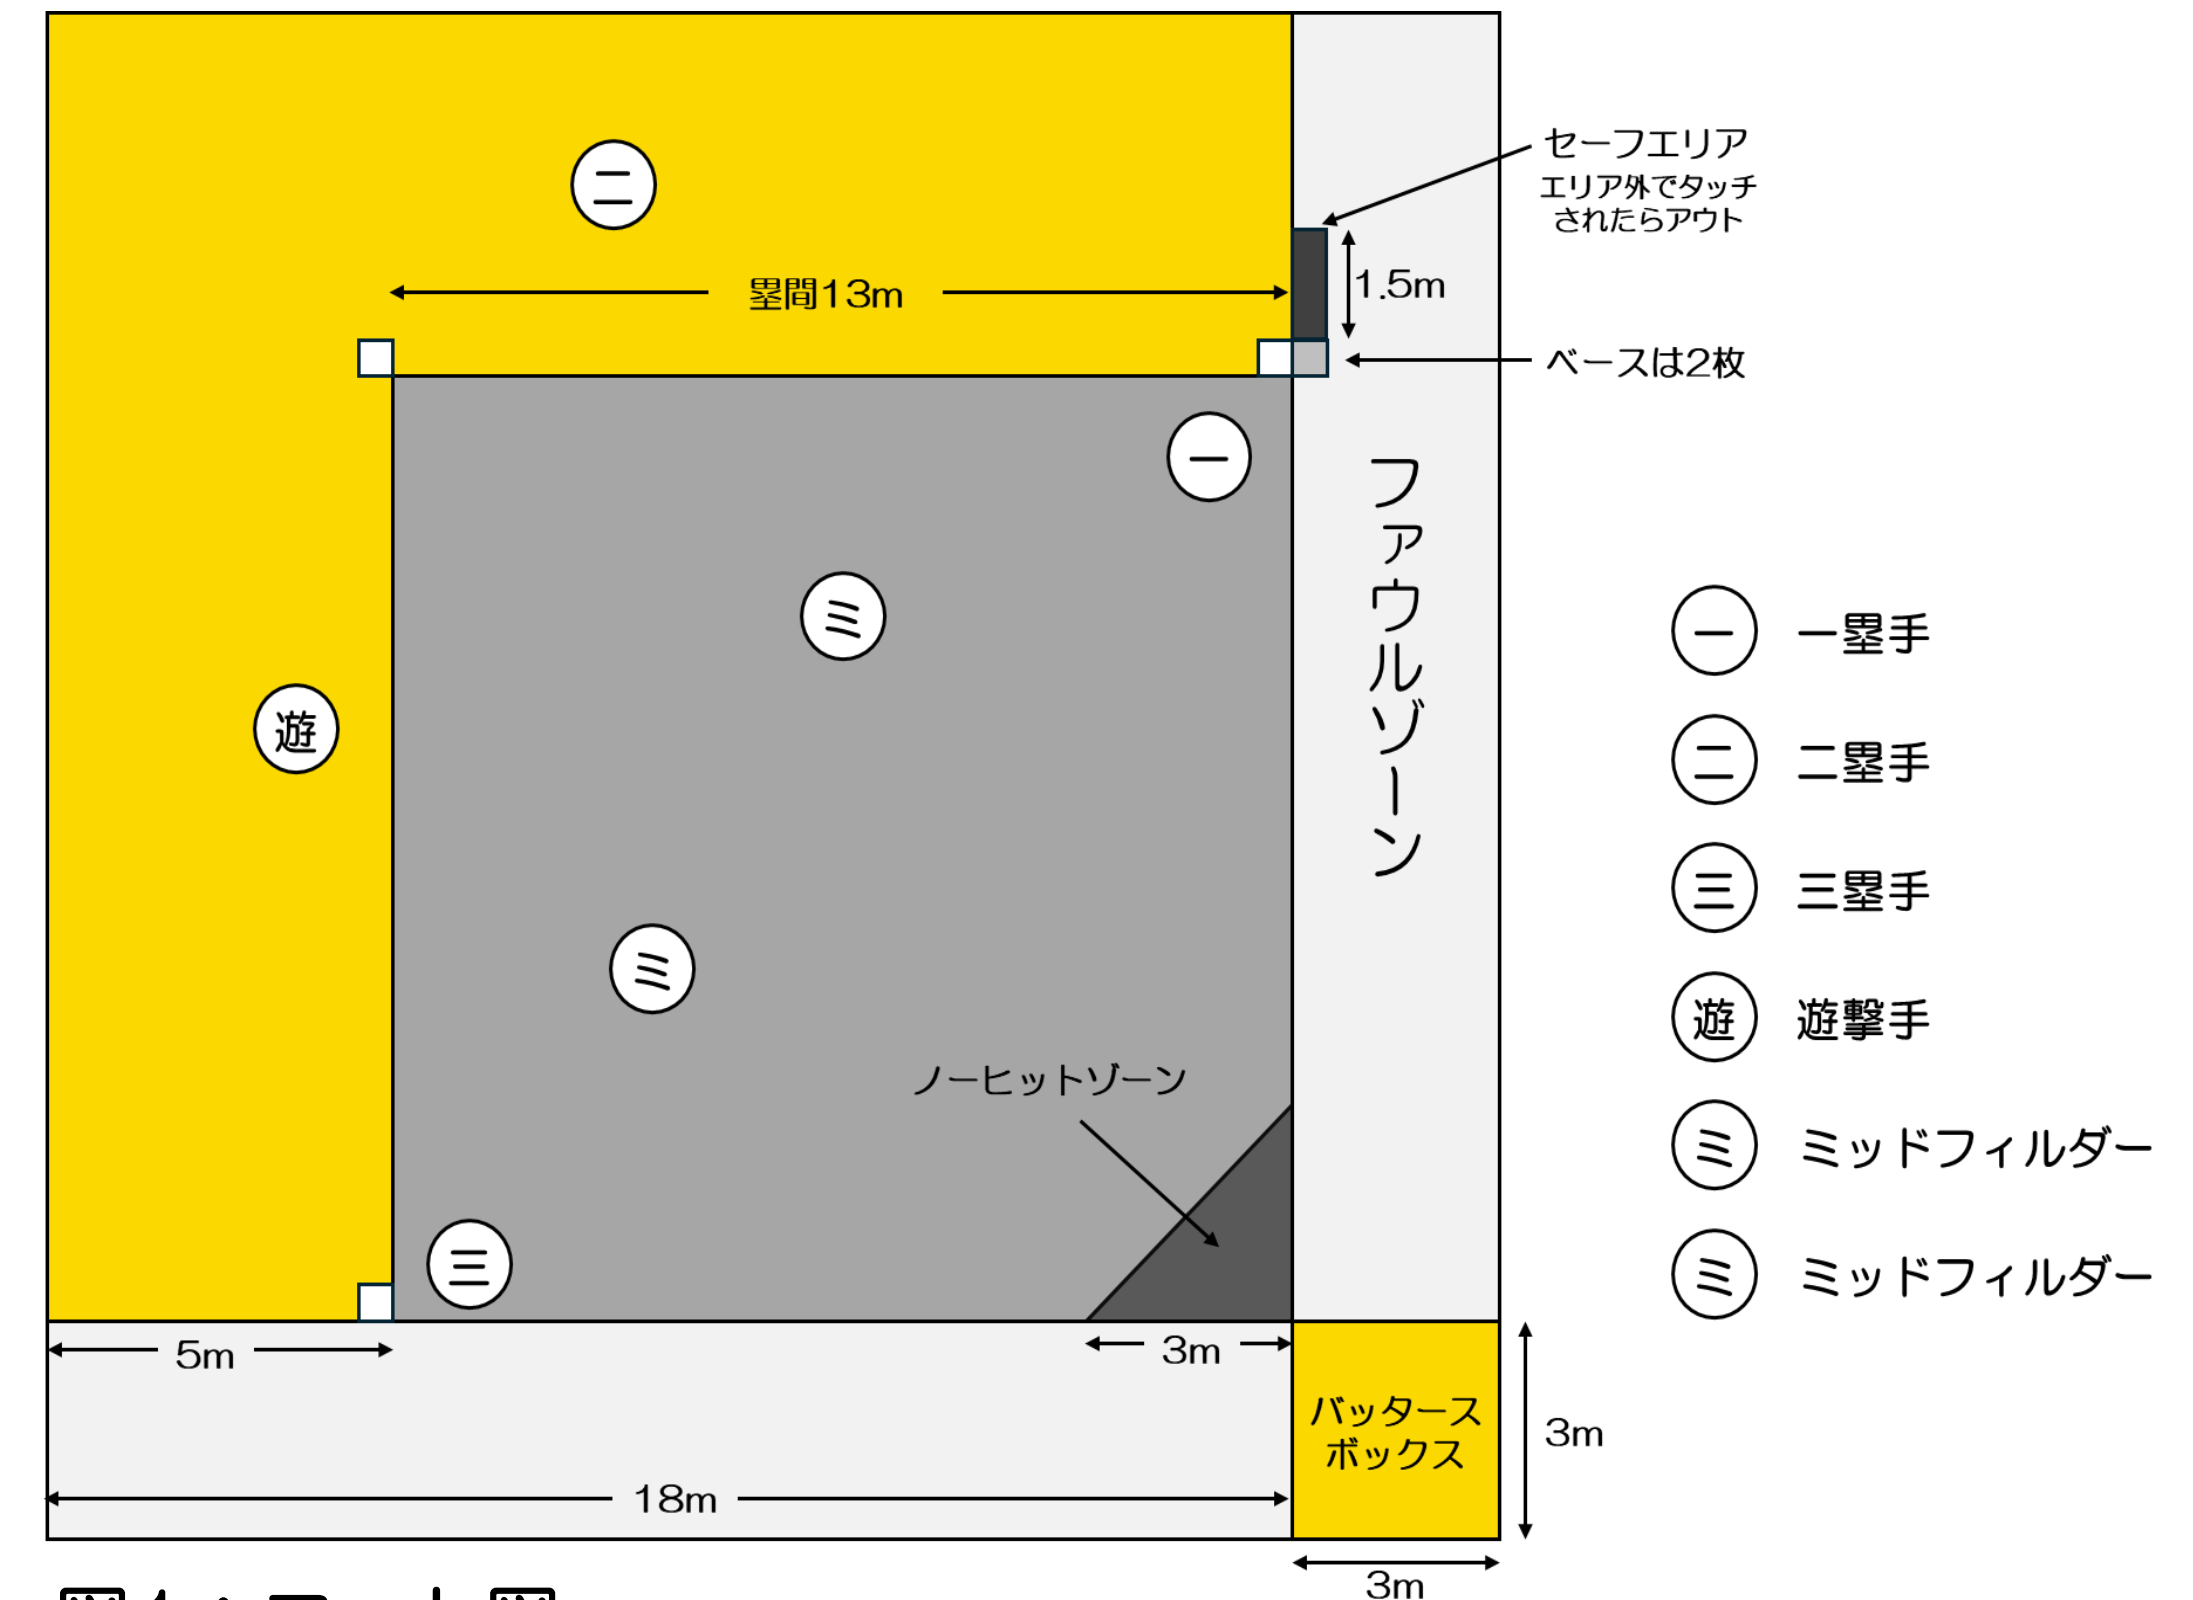 二
セーフエリア
エリア外でタッチ
されたらアウト
塁間13m
1.5m
ベースは2枚
一
ファウルゾーン
ミ
遊
ミ
ノーヒットゾーン
三
一 一塁手
二 二塁手
三 三塁手
遊 遊撃手
ミ ミッドフィルダー
ミ ミッドフィルダー
5m
3m
バッタース
ボックス
3m
18m
3m